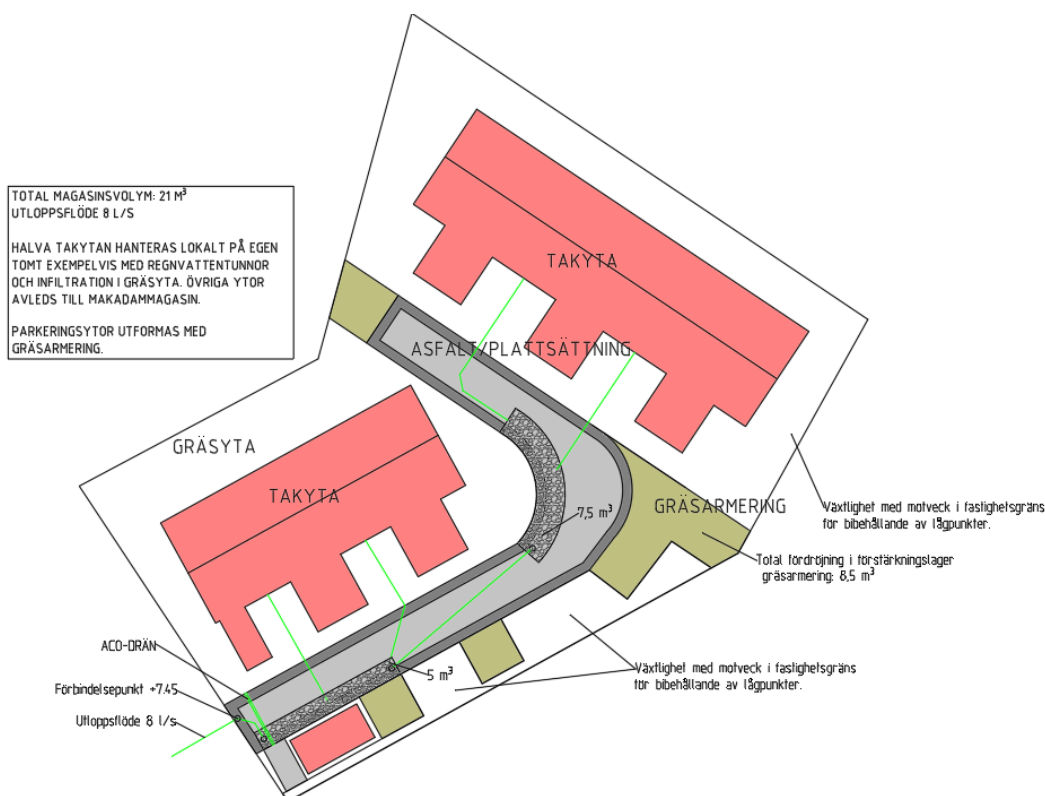 TOTAL MAGASINSVOLYM: 21 M³
UTLOPPSFLÖDE 8 L/S
HALVA TAKYTAN HANTERAS LOKALT PÅ EGEN
TOMT EXEMPELVIS MED REGNVATTENTUNNOR
OCH INFILTRATION I GRÄSYTA. ÖVRIGA YTOR
AVLEDS TILL MAKADAMMAGASIN.
PARKERINGSYTOR UTFORMAS MED
GRÄSARMERING.
TAKYTA
ASFALT/PLATTSÄTTNING
GRÄSYTA
TAKYTA
GRÄSARMERING
7,5 m³
Växtlighet med motveck i fastighetsgräns
för bibehållande av lågpunkter.
Total fördröjning i förstärkningslager
gräsarmering: 8,5 m³
ACO-DRÄN
5 m³
Växtlighet med motveck i fastighetsgräns
för bibehållande av lågpunkter.
Förbindelsepunkt +7.45
Utloppsflöde 8 l/s